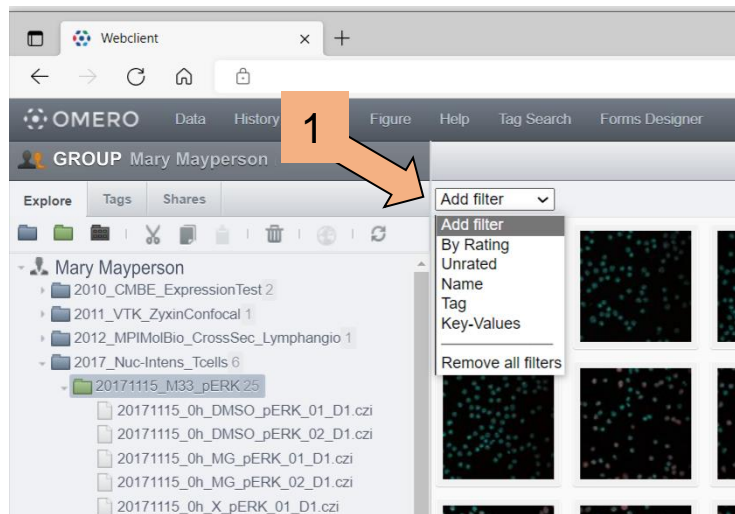 Webclient
1
OMERO Data History Figure Help Tag Search Forms Designer
GROUP Mary Mayperson
Explore Tags Shares
Add filter
Add filter
By Rating
Unrated
Name
Tag
Key-Values
Remove all filters
Mary Mayperson
2010_CMBE_ExpressionTest 2
2011_VTK_ZyxinConfocal 1
2012_MPIMolBio_CrossSec_Lymphangio 1
2017_Nuc-Intens_Tcells 6
20171115_M33_pERK 25
20171115_0h_DMSO_pERK_01_D1.czi
20171115_0h_DMSO_pERK_02_D1.czi
20171115_0h_MG_pERK_01_D1.czi
20171115_0h_MG_pERK_02_D1.czi
20171115_0h_X_pERK_01_D1.czi